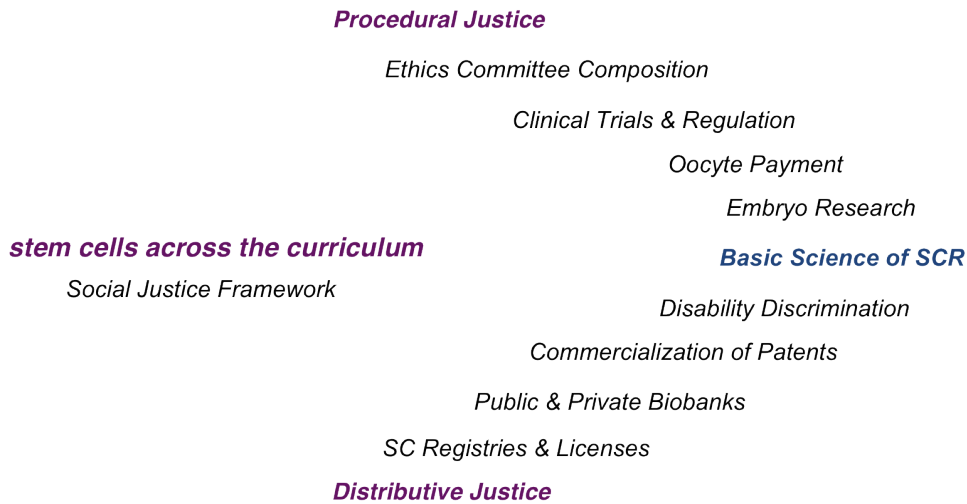 Procedural Justice
Ethics Committee Composition
Clinical Trials & Regulation
Oocyte Payment
Embryo Research
stem cells across the curriculum
Basic Science of SCR
Social Justice Framework
Disability Discrimination
Commercialization of Patents
Public & Private Biobanks
SC Registries & Licenses
Distributive Justice